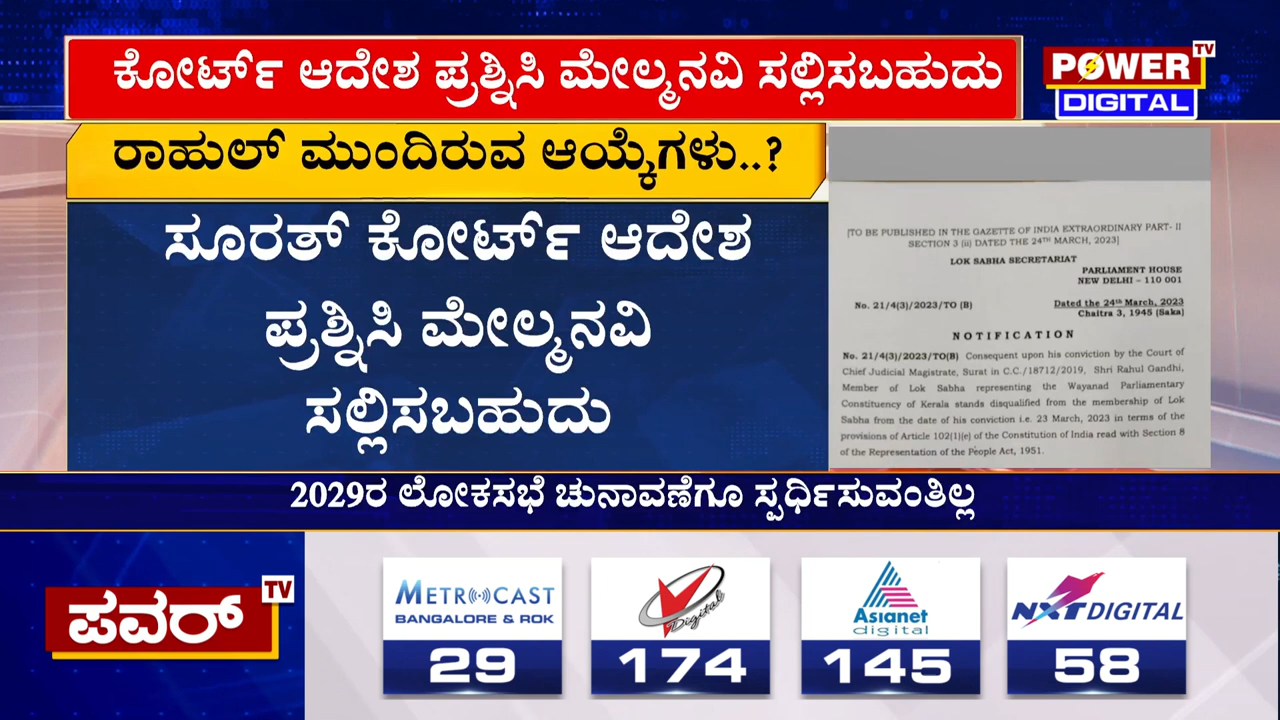 ಕೋರ್ಟ್ ಆದೇಶ ಪ್ರಶ್ನಿಸಿ ಮೇಲ್ಮನವಿ ಸಲ್ಲಿಸಬಹುದು
POWER TV
DIGITAL
ರಾಹುಲ್ ಮುಂದಿರುವ ಆಯ್ಕೆಗಳು..?
ಸೂರತ್ ಕೋರ್ಟ್ ಆದೇಶ
ಪ್ರಶ್ನಿಸಿ ಮೇಲ್ಮನವಿ
ಸಲ್ಲಿಸಬಹುದು
[TO BE PUBLISHED IN THE GAZETTE OF INDIA EXTRAORDINARY PART- II
SECTION 3 (ii) DATED THE 24TH MARCH, 2023]
LOK SABHA SECRETARIAT
PARLIAMENT HOUSE
NEW DELHI – 110 001
No. 21/4(3)/2023/TO (B)
Dated the 24th March, 2023
Chaitra 3, 1945 (Saka)
NOTIFICATION
No. 21/4(3)/2023/TO(B) Consequent upon his conviction by the Court of
Chief Judicial Magistrate, Surat in C.C./18712/2019, Shri Rahul Gandhi,
Member of Lok Sabha representing the Wayanad Parliamentary
Constituency of Kerala stands disqualified from the membership of Lok
Sabha from the date of his conviction i.e. 23 March, 2023 in terms of the
provisions of Article 102(1)(e) of the Constitution of India read with Section 8
of the Representation of the People Act, 1951.
2029ರ ಲೋಕಸಭೆ ಚುನಾವಣೆಗೂ ಸ್ಪರ್ಧಿಸುವಂತಿಲ್ಲ
ಪವರ್ TV
METROCAST
BANGALORE & ROK
29
Digital
174
Asianet
digital
145
NXTDIGITAL
58